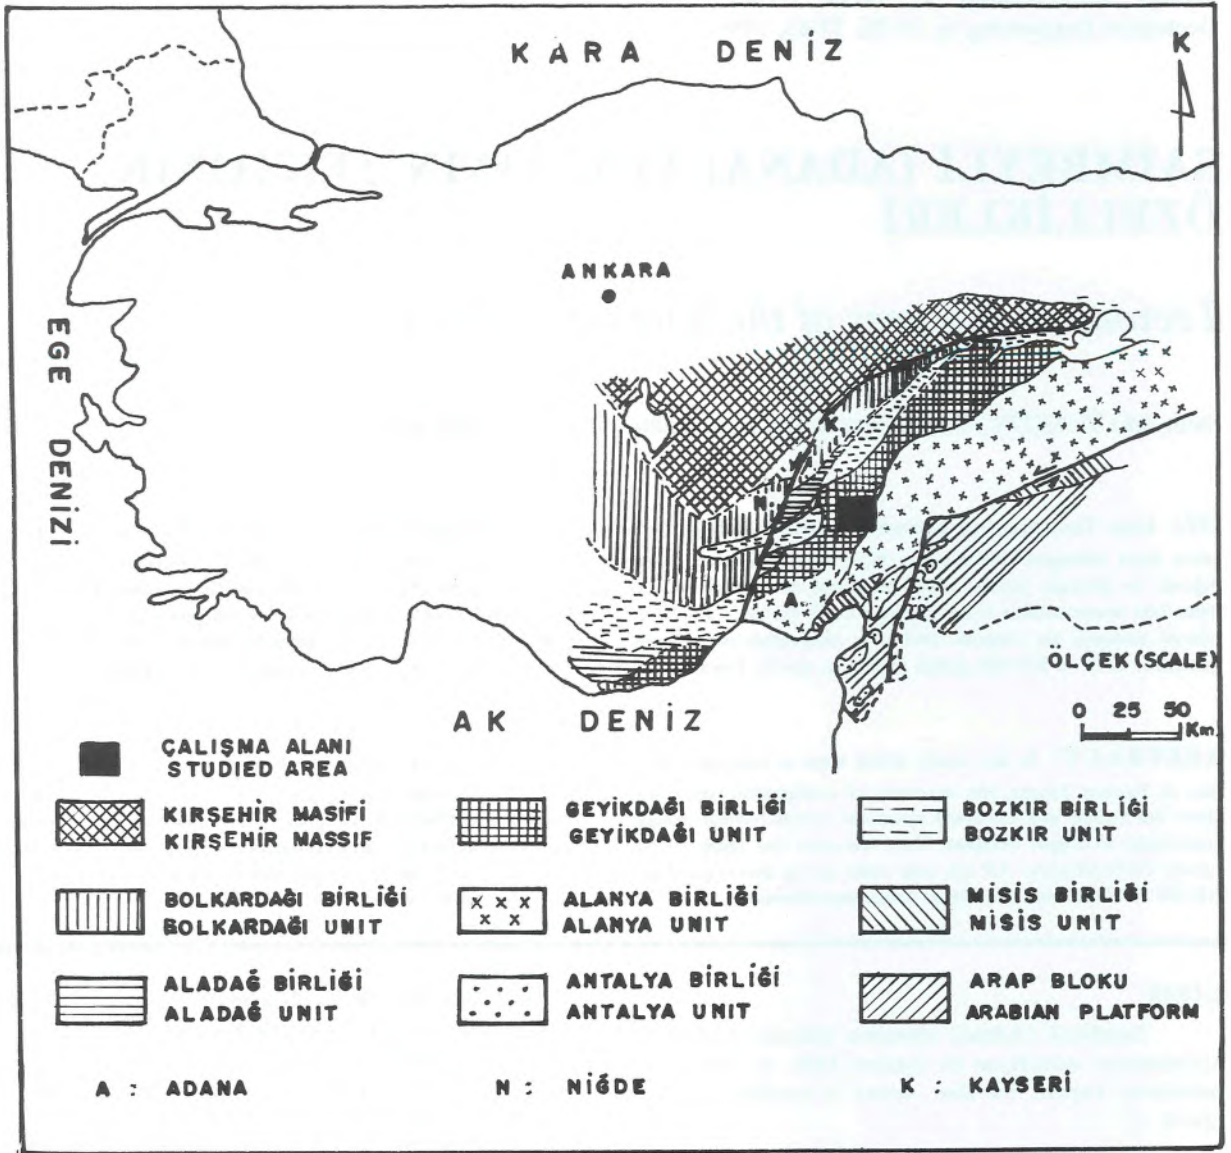 KARA DENİZ
K
ANKARA
EGE DENİZİ
K
N
A
ÖLÇEK (SCALE)
AK DENİZ
0 25 50
Km.
ÇALIŞMA ALANI
STUDIED AREA
KIRŞEHİR MASİFİ
KIRŞEHİR MASSIF
GEYİKDAĞI BİRLİĞİ
GEYİKDAĞI UNIT
BOZKIR BİRLİĞİ
BOZKIR UNIT
BOLKARDAĞI BİRLİĞİ
BOLKARDAĞI UNIT
ALANYA BİRLİĞİ
ALANYA UNIT
MİSİS BİRLİĞİ
MİSİS UNIT
ALADAĞ BİRLİĞİ
ALADAĞ UNIT
ANTALYA BİRLİĞİ
ANTALYA UNIT
ARAP BLOKU
ARABIAN PLATFORM
A : ADANA
N : NİĞDE
K : KAYSERİ